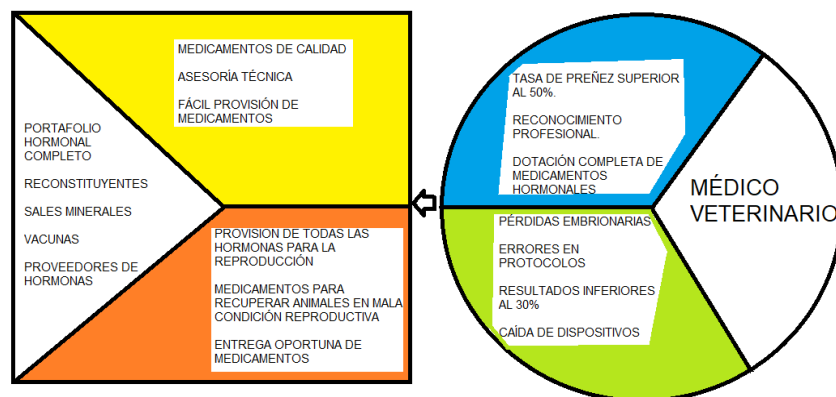 MEDICAMENTOS DE CALIDAD
ASESORÍA TÉCNICA
FÁCIL PROVISIÓN DE
MEDICAMENTOS
PORTAFOLIO
HORMONAL
COMPLETO
RECONSTITUYENTES
SALES MINERALES
VACUNAS
PROVEEDORES DE
HORMONAS
PROVISION DE TODAS LAS
HORMONAS PARA LA
REPRODUCCIÓN
MEDICAMENTOS PARA
RECUPERAR ANIMALES EN MALA
CONDICIÓN REPRODUCTIVA
ENTREGA OPORTUNA DE
MEDICAMENTOS
TASA DE PREÑEZ SUPERIOR
AL 50%.
RECONOCIMIENTO
PROFESIONAL.
DOTACIÓN COMPLETA DE
MEDICAMENTOS
HORMONALES
MÉDICO
VETERINARIO
PÉRDIDAS EMBRIONARIAS
ERRORES EN
PROTOCOLOS
RESULTADOS INFERIORES
AL 30%
CAÍDA DE DISPOSITIVOS